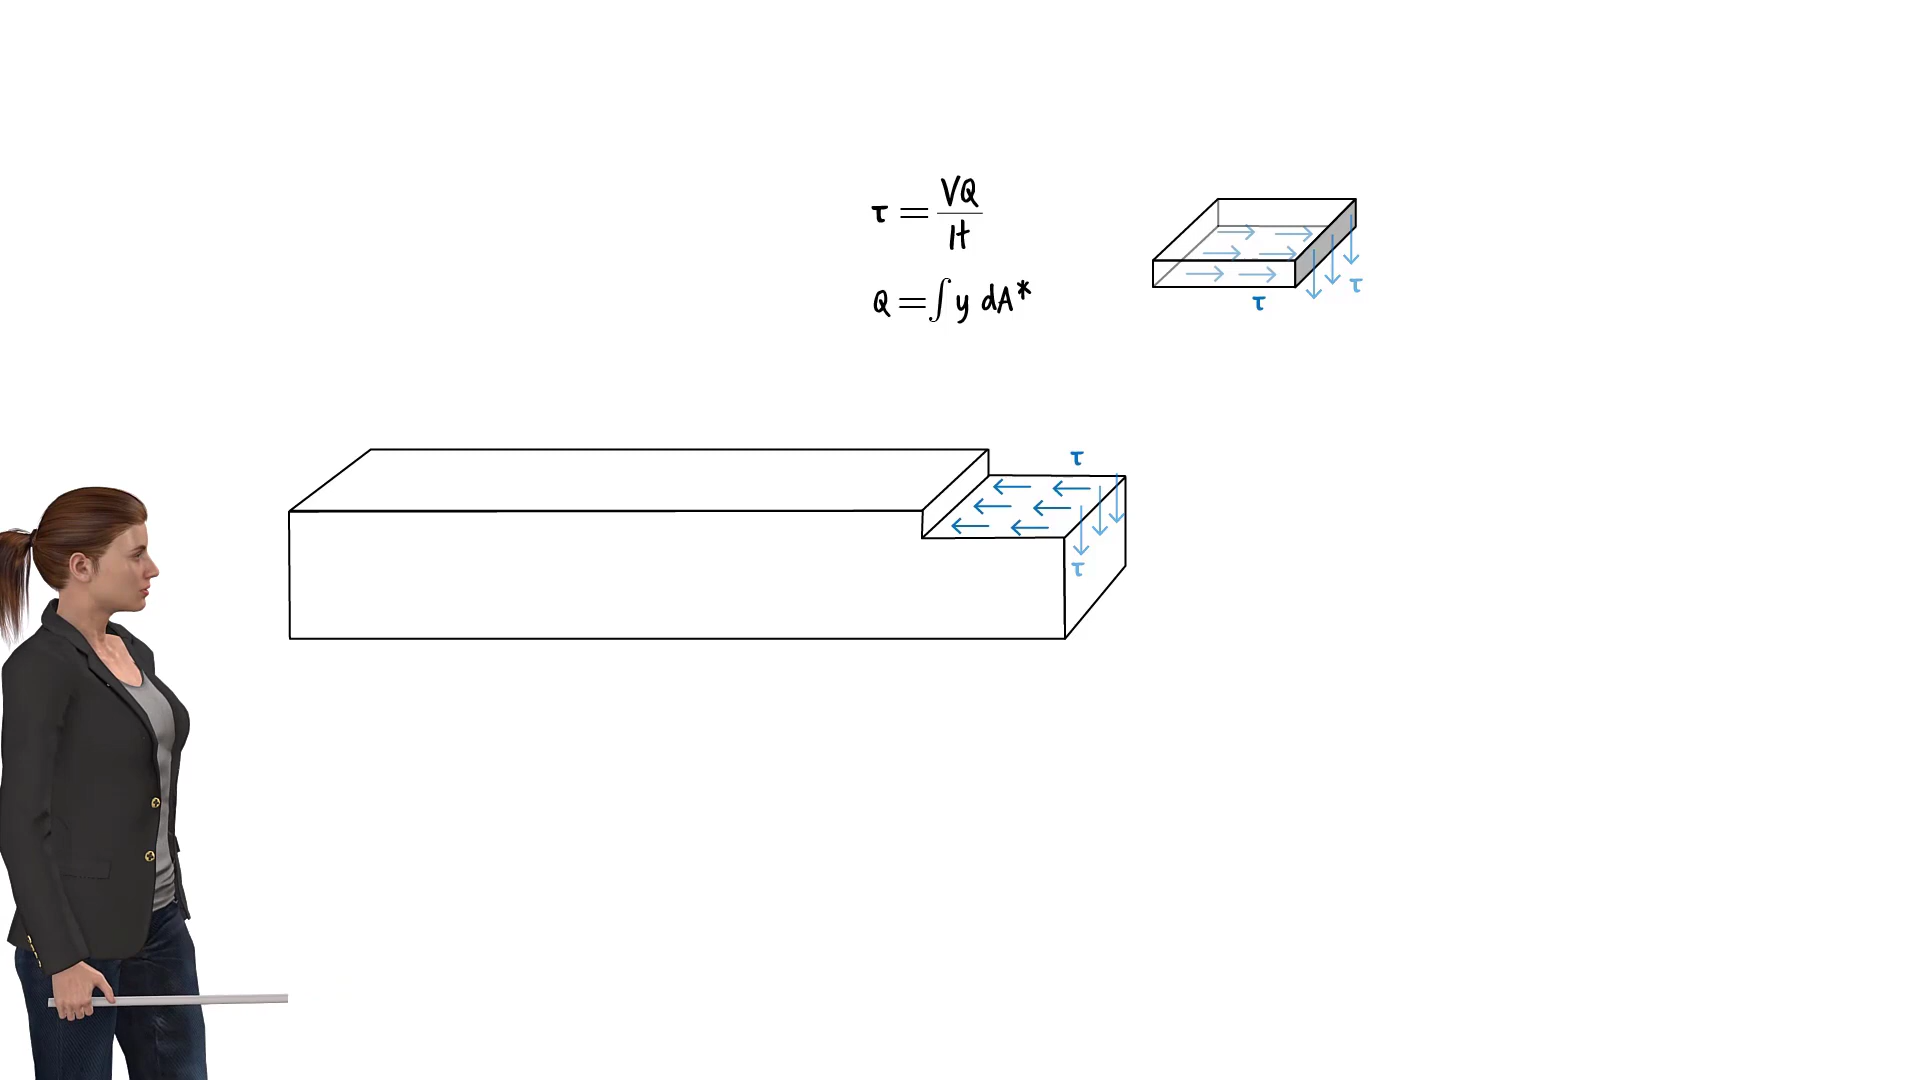 τ = VQ/It
Q = ∫ y dA*
τ
τ
τ
τ